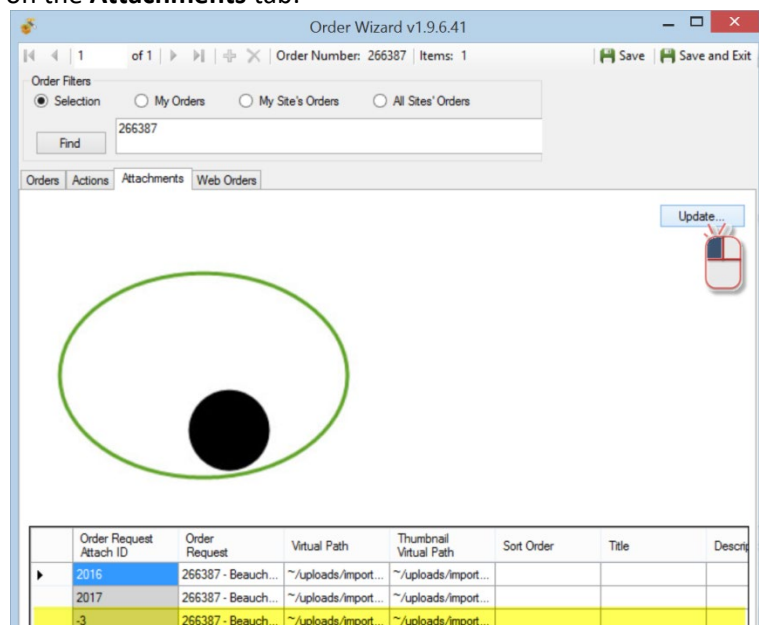 on the Attachments tab.
Order Wizard v1.9.6.41
1 of 1 Order Number: 266387 Items: 1 Save Save and Exit
Order Filters
Selection My Orders My Site's Orders All Sites' Orders
Find 266387
Orders Actions Attachments Web Orders
Update...
Order Request Attach ID Order Request Virtual Path Thumbnail Virtual Path Sort Order Title Descrip
2016 266387 - Beauch... ~/uploads/import... ~/uploads/import...
2017 266387 - Beauch... ~/uploads/import... ~/uploads/import...
-3 266387 - Beauch... ~/uploads/import... ~/uploads/import...